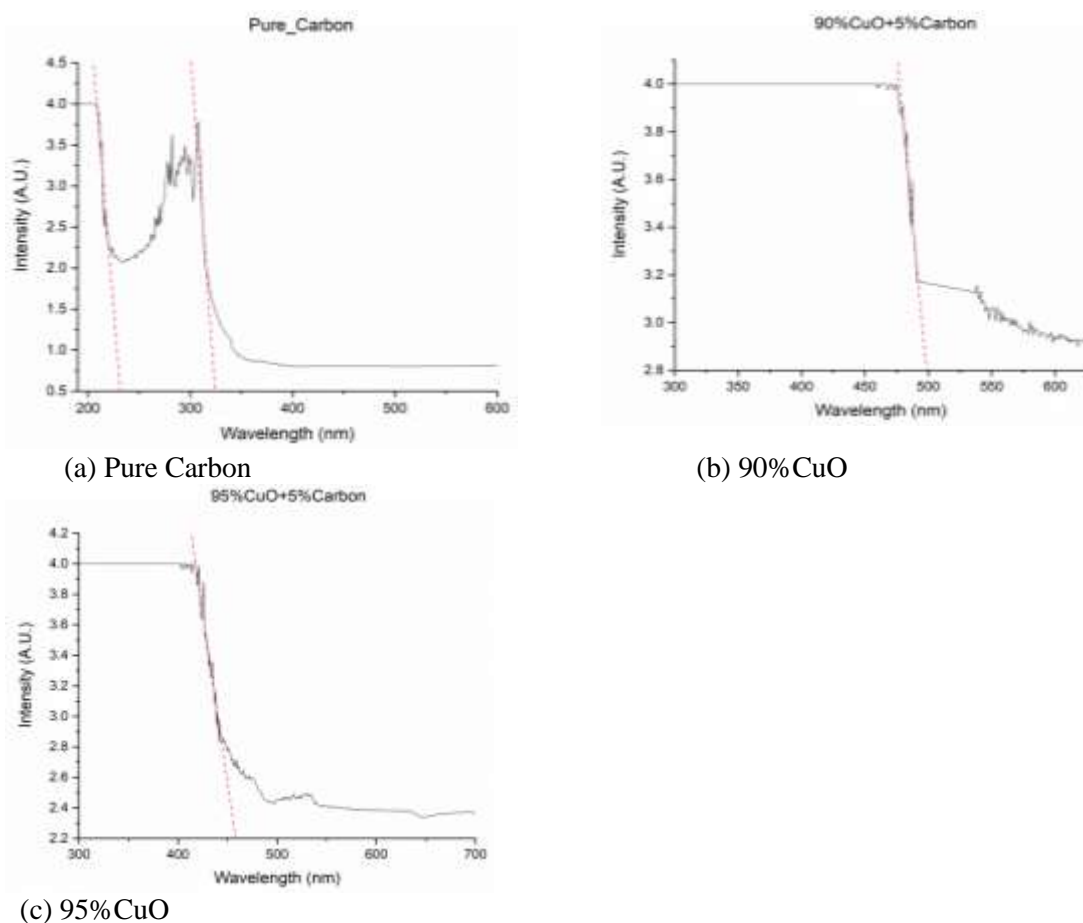 Pure_Carbon
4.5
4.0
3.5
3.0
2.5
2.0
1.5
1.0
0.5
Intensity (A.U.)
200 300 400 500 600
Wavelength (nm)
(a) Pure Carbon
90%CuO+5%Carbon
4.0
3.8
3.6
3.4
3.2
3.0
2.8
Intensity (A.U.)
300 350 400 450 500 550 600
Wavelength (nm)
(b) 90%CuO
95%CuO+5%Carbon
4.2
4.0
3.8
3.6
3.4
3.2
3.0
2.8
2.6
2.4
2.2
Intensity (A.U.)
300 400 500 600 700
Wavelength (nm)
(c) 95%CuO